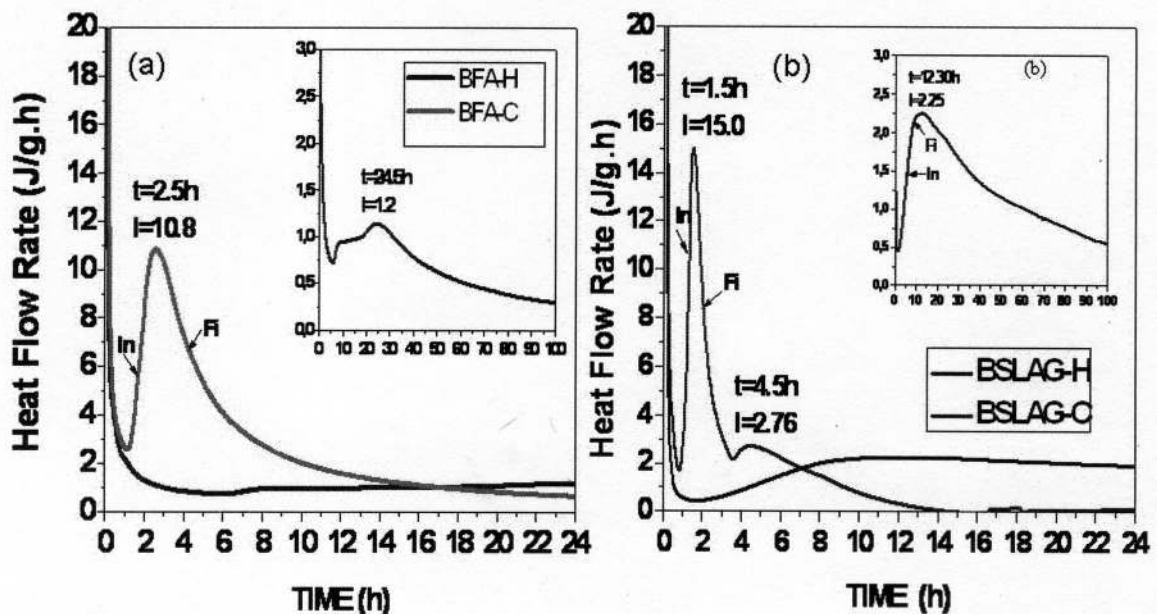 (a)
t=2.5h
I=10.8
In
Fi
BFA-H
BFA-C
t=24.5h
I=1.2
3,0
2,5
2,0
1,5
1,0
0,5
0,0
0 10 20 30 40 50 60 70 80 90 100
20
18
16
14
12
10
8
6
4
2
0
Heat Flow Rate (J/g.h)
0 2 4 6 8 10 12 14 16 18 20 22 24
TIME (h)
(b)
t=1.5h
I=15.0
In
Fi
t=4.5h
I=2.76
(b)
t=12.30h
I=2.25
Fi
In
3,0
2,5
2,0
1,5
1,0
0,5
0,0
0 10 20 30 40 50 60 70 80 90 100
BSLAG-H
BSLAG-C
20
18
16
14
12
10
8
6
4
2
0
Heat Flow Rate (J/g.h)
0 2 4 6 8 10 12 14 16 18 20 22 24
TIME (h)